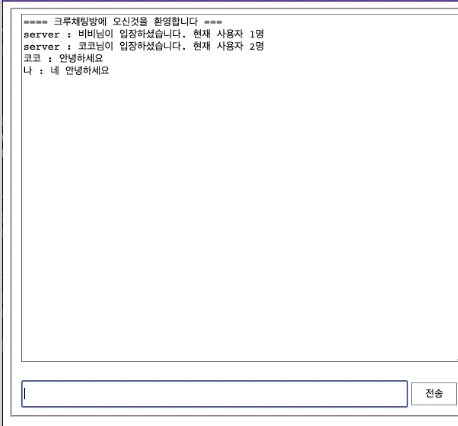 ==== 크루채팅방에 오신것을 환영합니다 ===
server : 비비님이 입장하셨습니다. 현재 사용자 1명
server : 코코님이 입장하셨습니다. 현재 사용자 2명
코코 : 안녕하세요
나 : 네 안녕하세요
전송